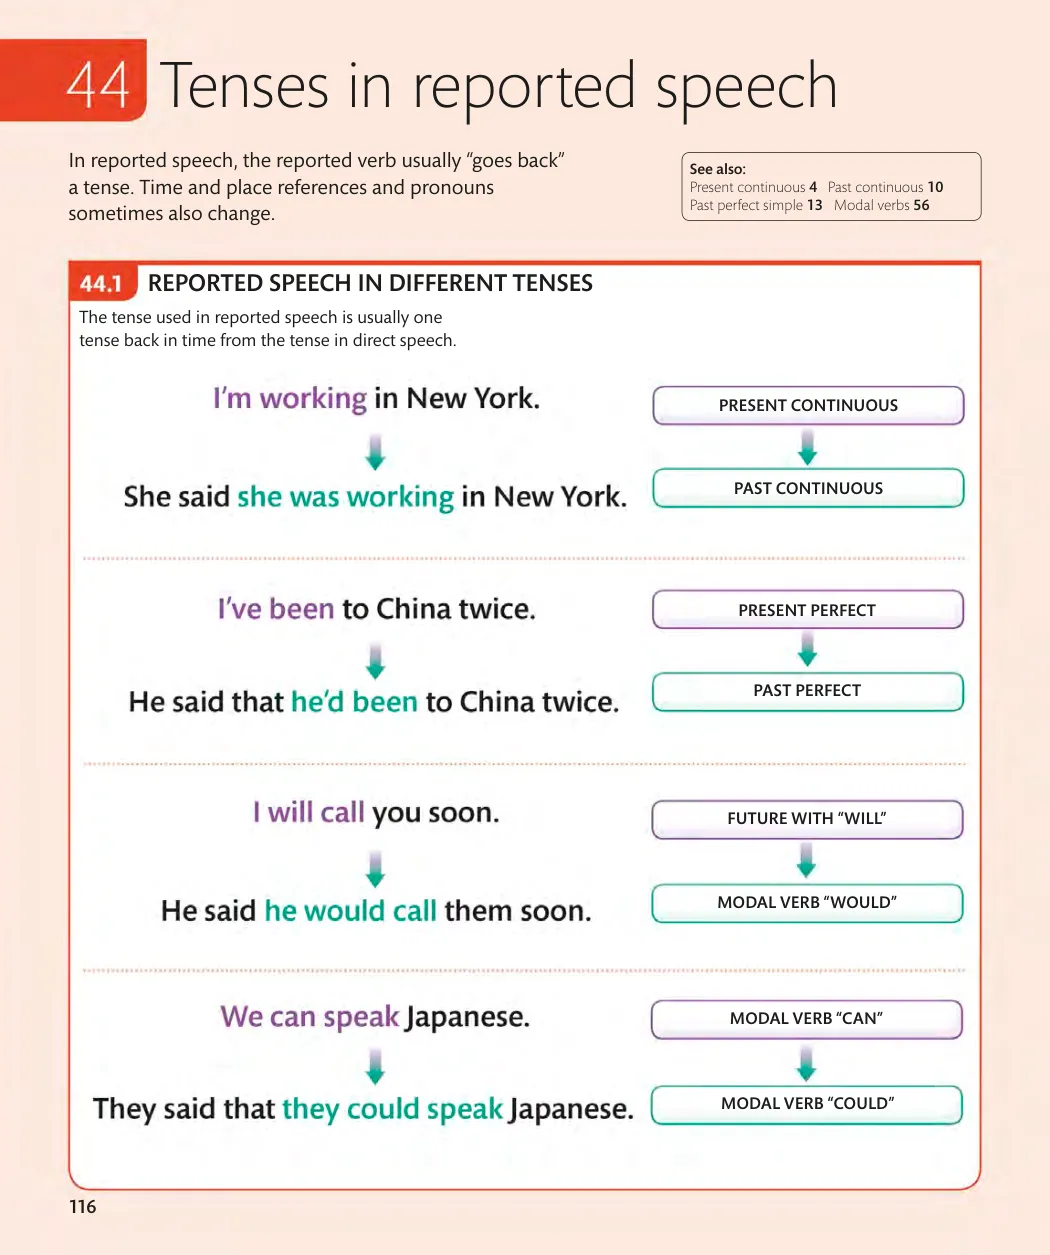 44 Tenses in reported speech
In reported speech, the reported verb usually “goes back”
a tense. Time and place references and pronouns
sometimes also change.
See also:
Present continuous 4 Past continuous 10
Past perfect simple 13 Modal verbs 56
44.1 REPORTED SPEECH IN DIFFERENT TENSES
The tense used in reported speech is usually one
tense back in time from the tense in direct speech.
I’m working in New York.
PRESENT CONTINUOUS
She said she was working in New York.
PAST CONTINUOUS
I’ve been to China twice.
PRESENT PERFECT
He said that he’d been to China twice.
PAST PERFECT
I will call you soon.
FUTURE WITH “WILL”
He said he would call them soon.
MODAL VERB “WOULD”
We can speak Japanese.
MODAL VERB “CAN”
They said that they could speak Japanese.
MODAL VERB “COULD”
116